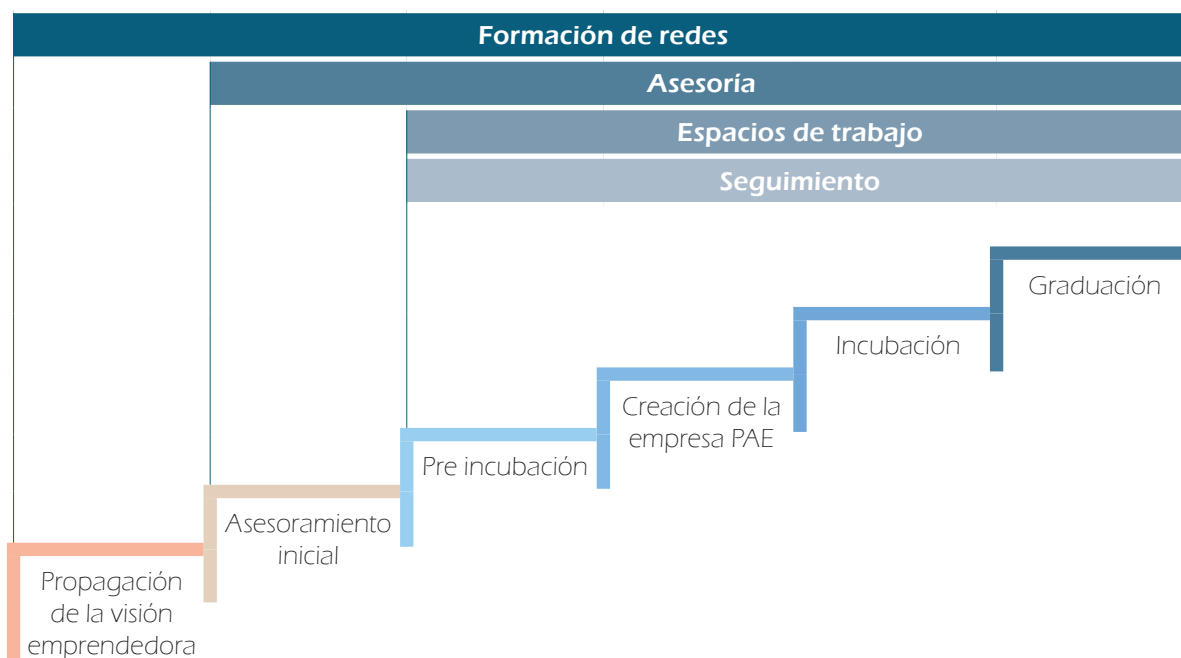 Formación de redes
Asesoría
Espacios de trabajo
Seguimiento
Graduación
Incubación
Creación de la
empresa PAE
Pre incubación
Asesoramiento
inicial
Propagación
de la visión
emprendedora